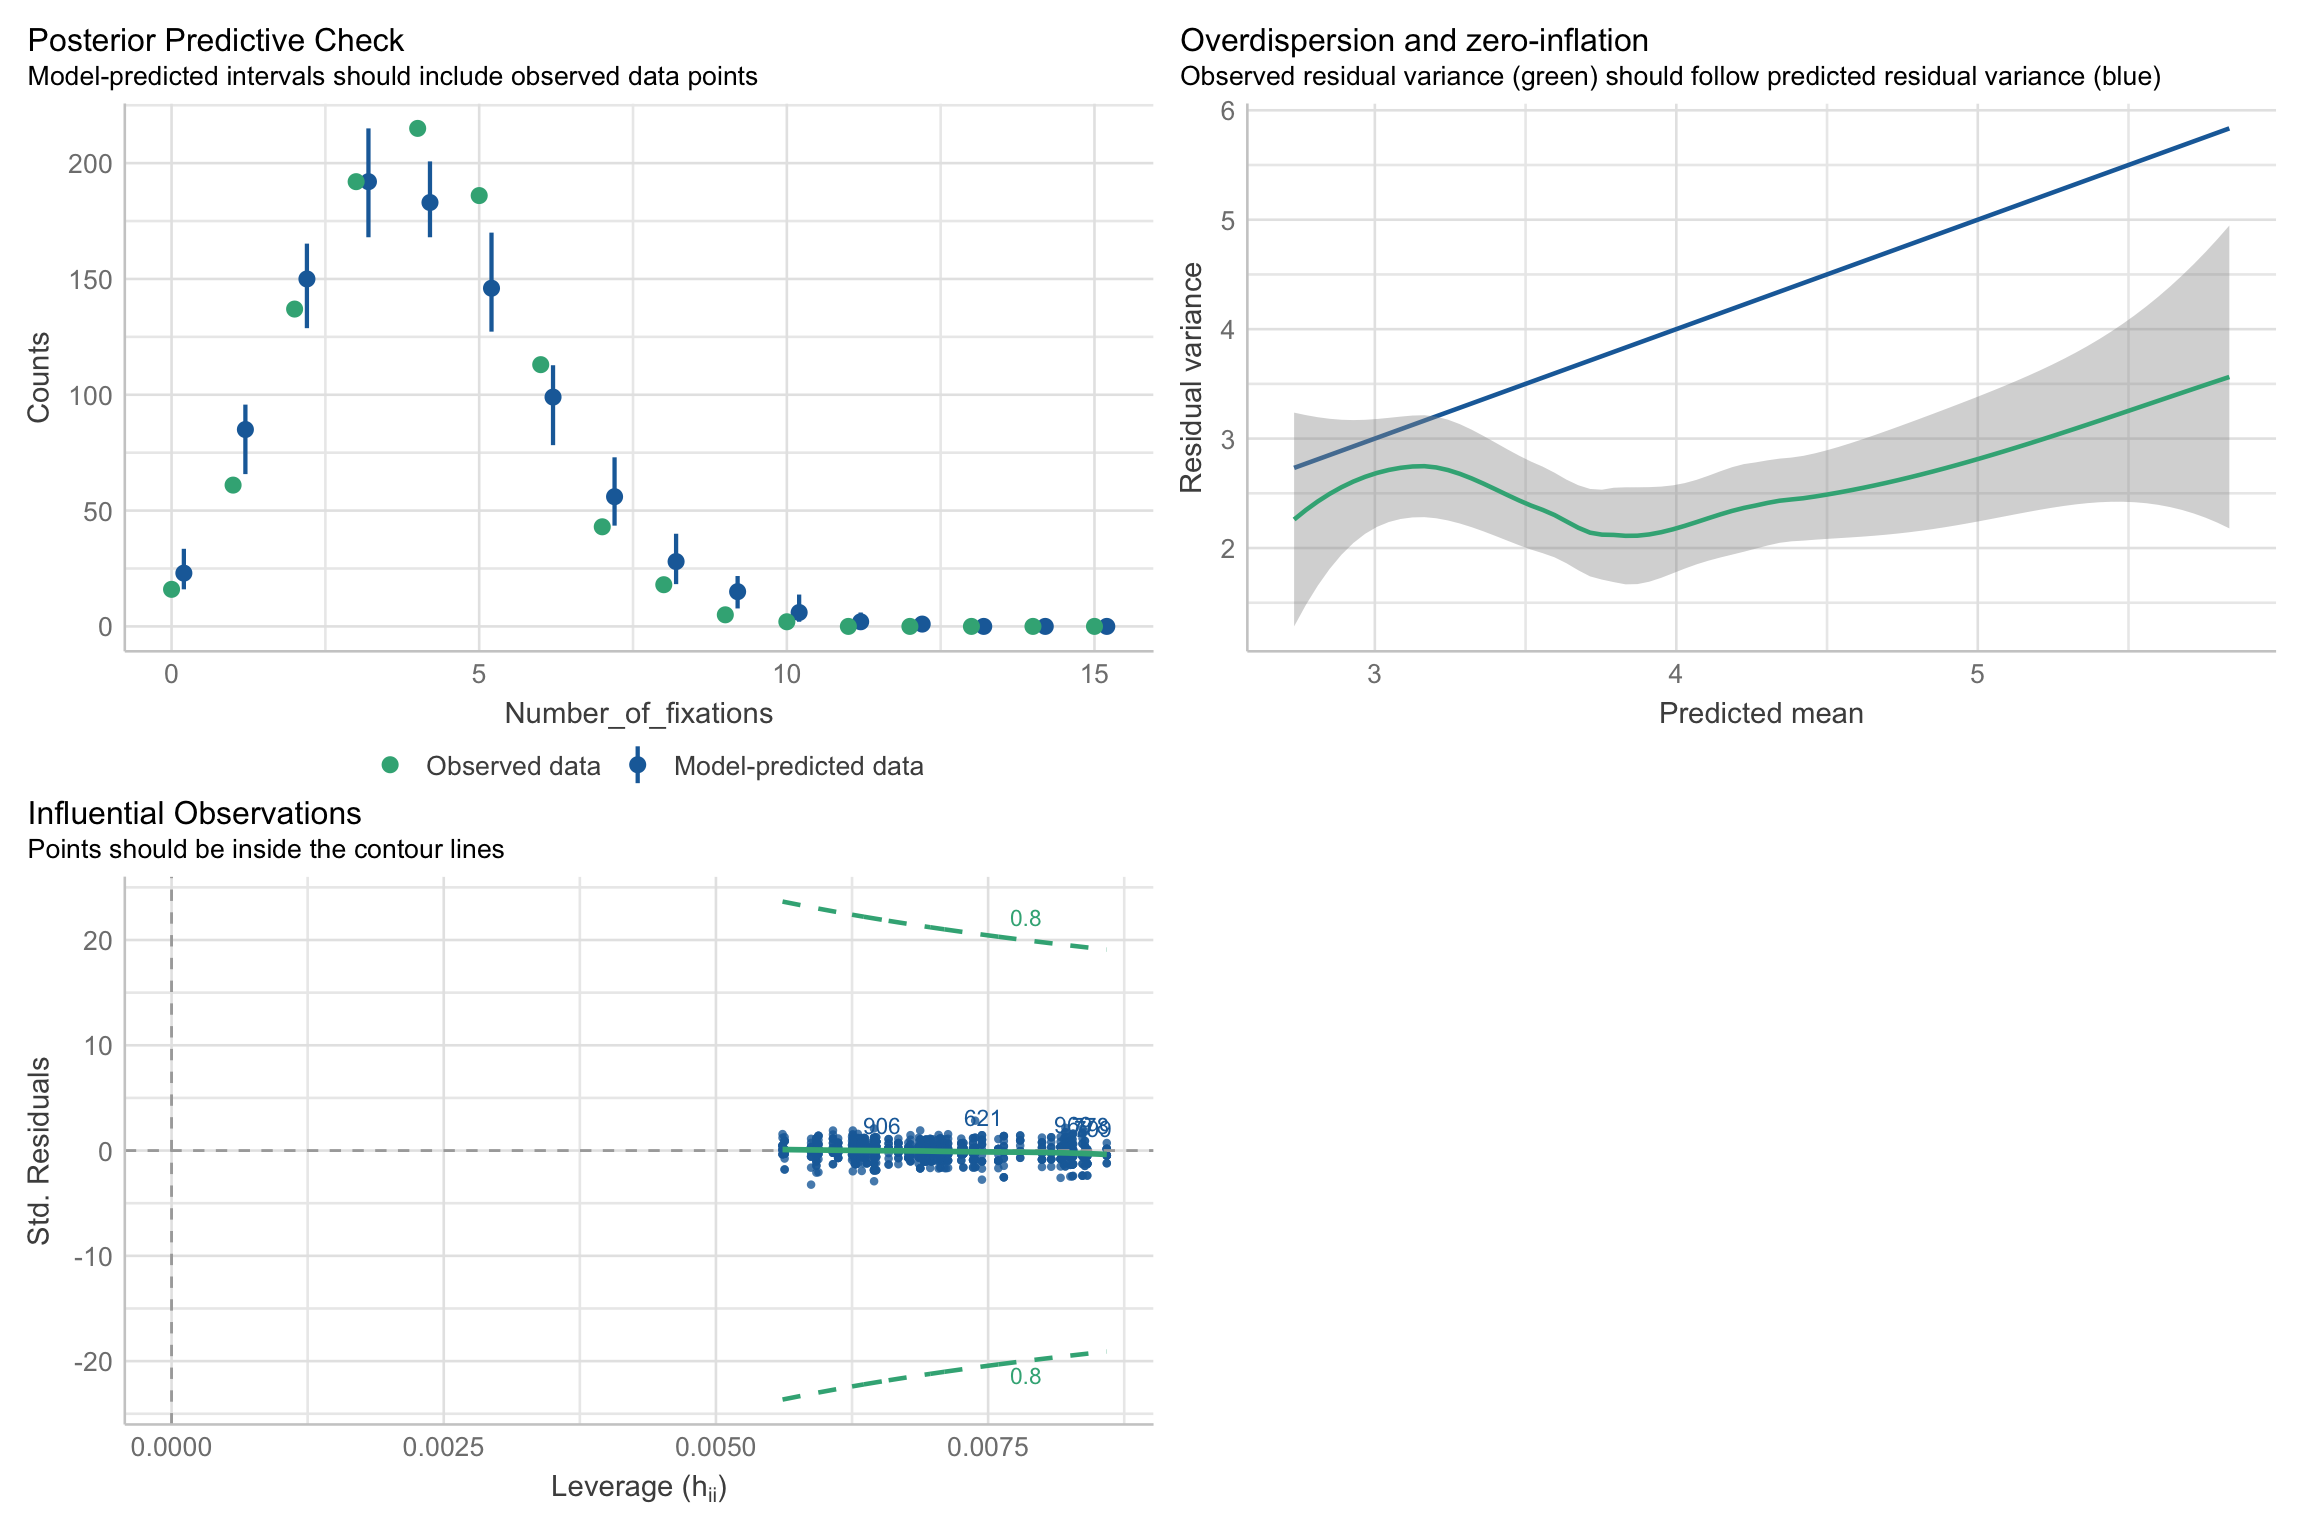 Posterior Predictive Check
Model-predicted intervals should include observed data points
Counts
200
150
100
50
0
0 5 10 15
Number_of_fixations
Observed data Model-predicted data
Overdispersion and zero-inflation
Observed residual variance (green) should follow predicted residual variance (blue)
Residual variance
6
5
4
3
2
3 4 5
Predicted mean
Influential Observations
Points should be inside the contour lines
Std. Residuals
20
10
0
-10
-20
0.8
906
621
0.8
0.0000 0.0025 0.0050 0.0075
Leverage (hii)